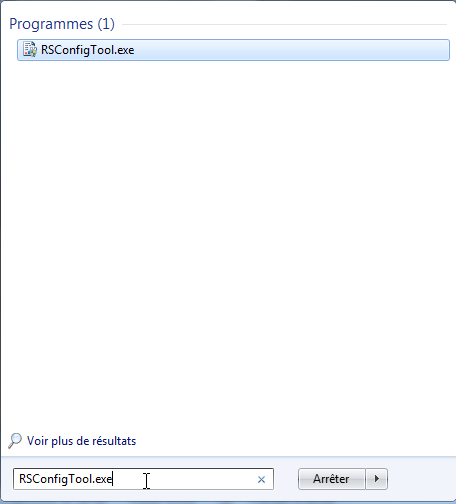 Programmes (1)
RSConfigTool.exe
Voir plus de résultats
RSConfigTool.exe
Arrêter